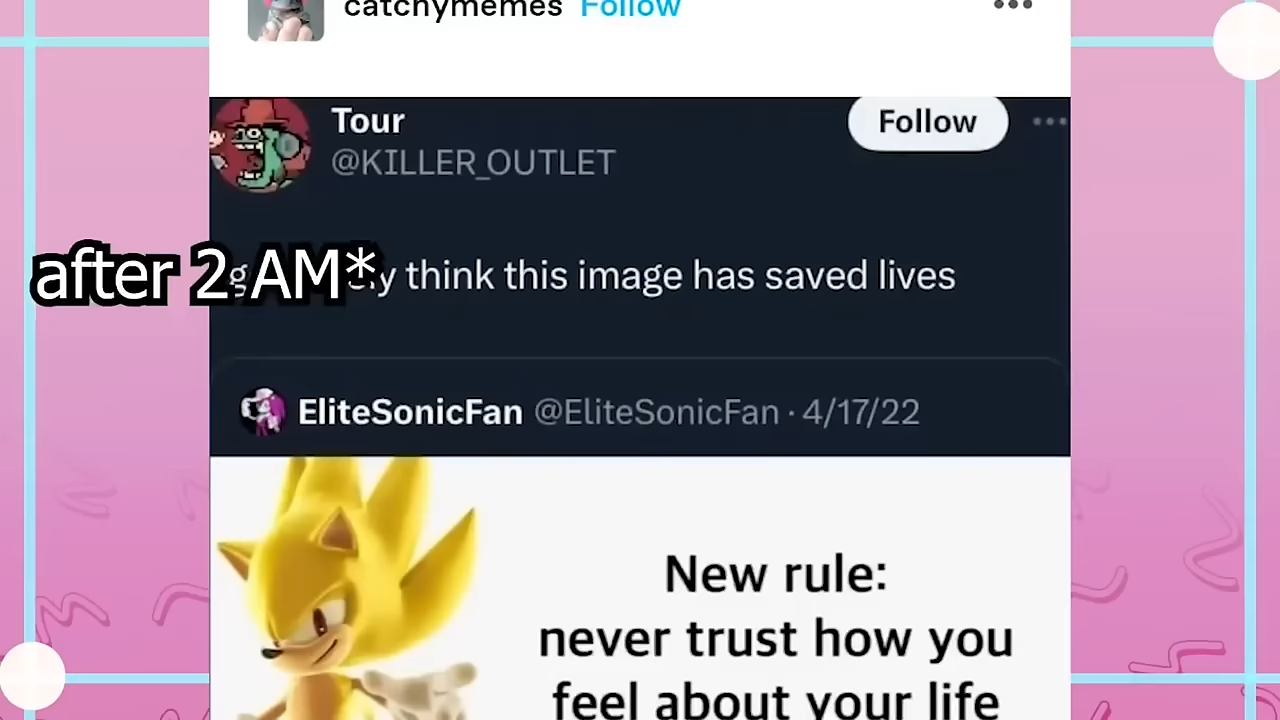 catchymemes Follow
Tour
Follow
@KILLER_OUTLET
after 2 AM*
think this image has saved lives
EliteSonicFan @EliteSonicFan · 4/17/22
New rule:
never trust how you
feel about your life